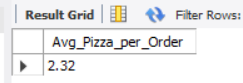 Result Grid Filter Rows:
Avg_Pizza_per_Order
2.32